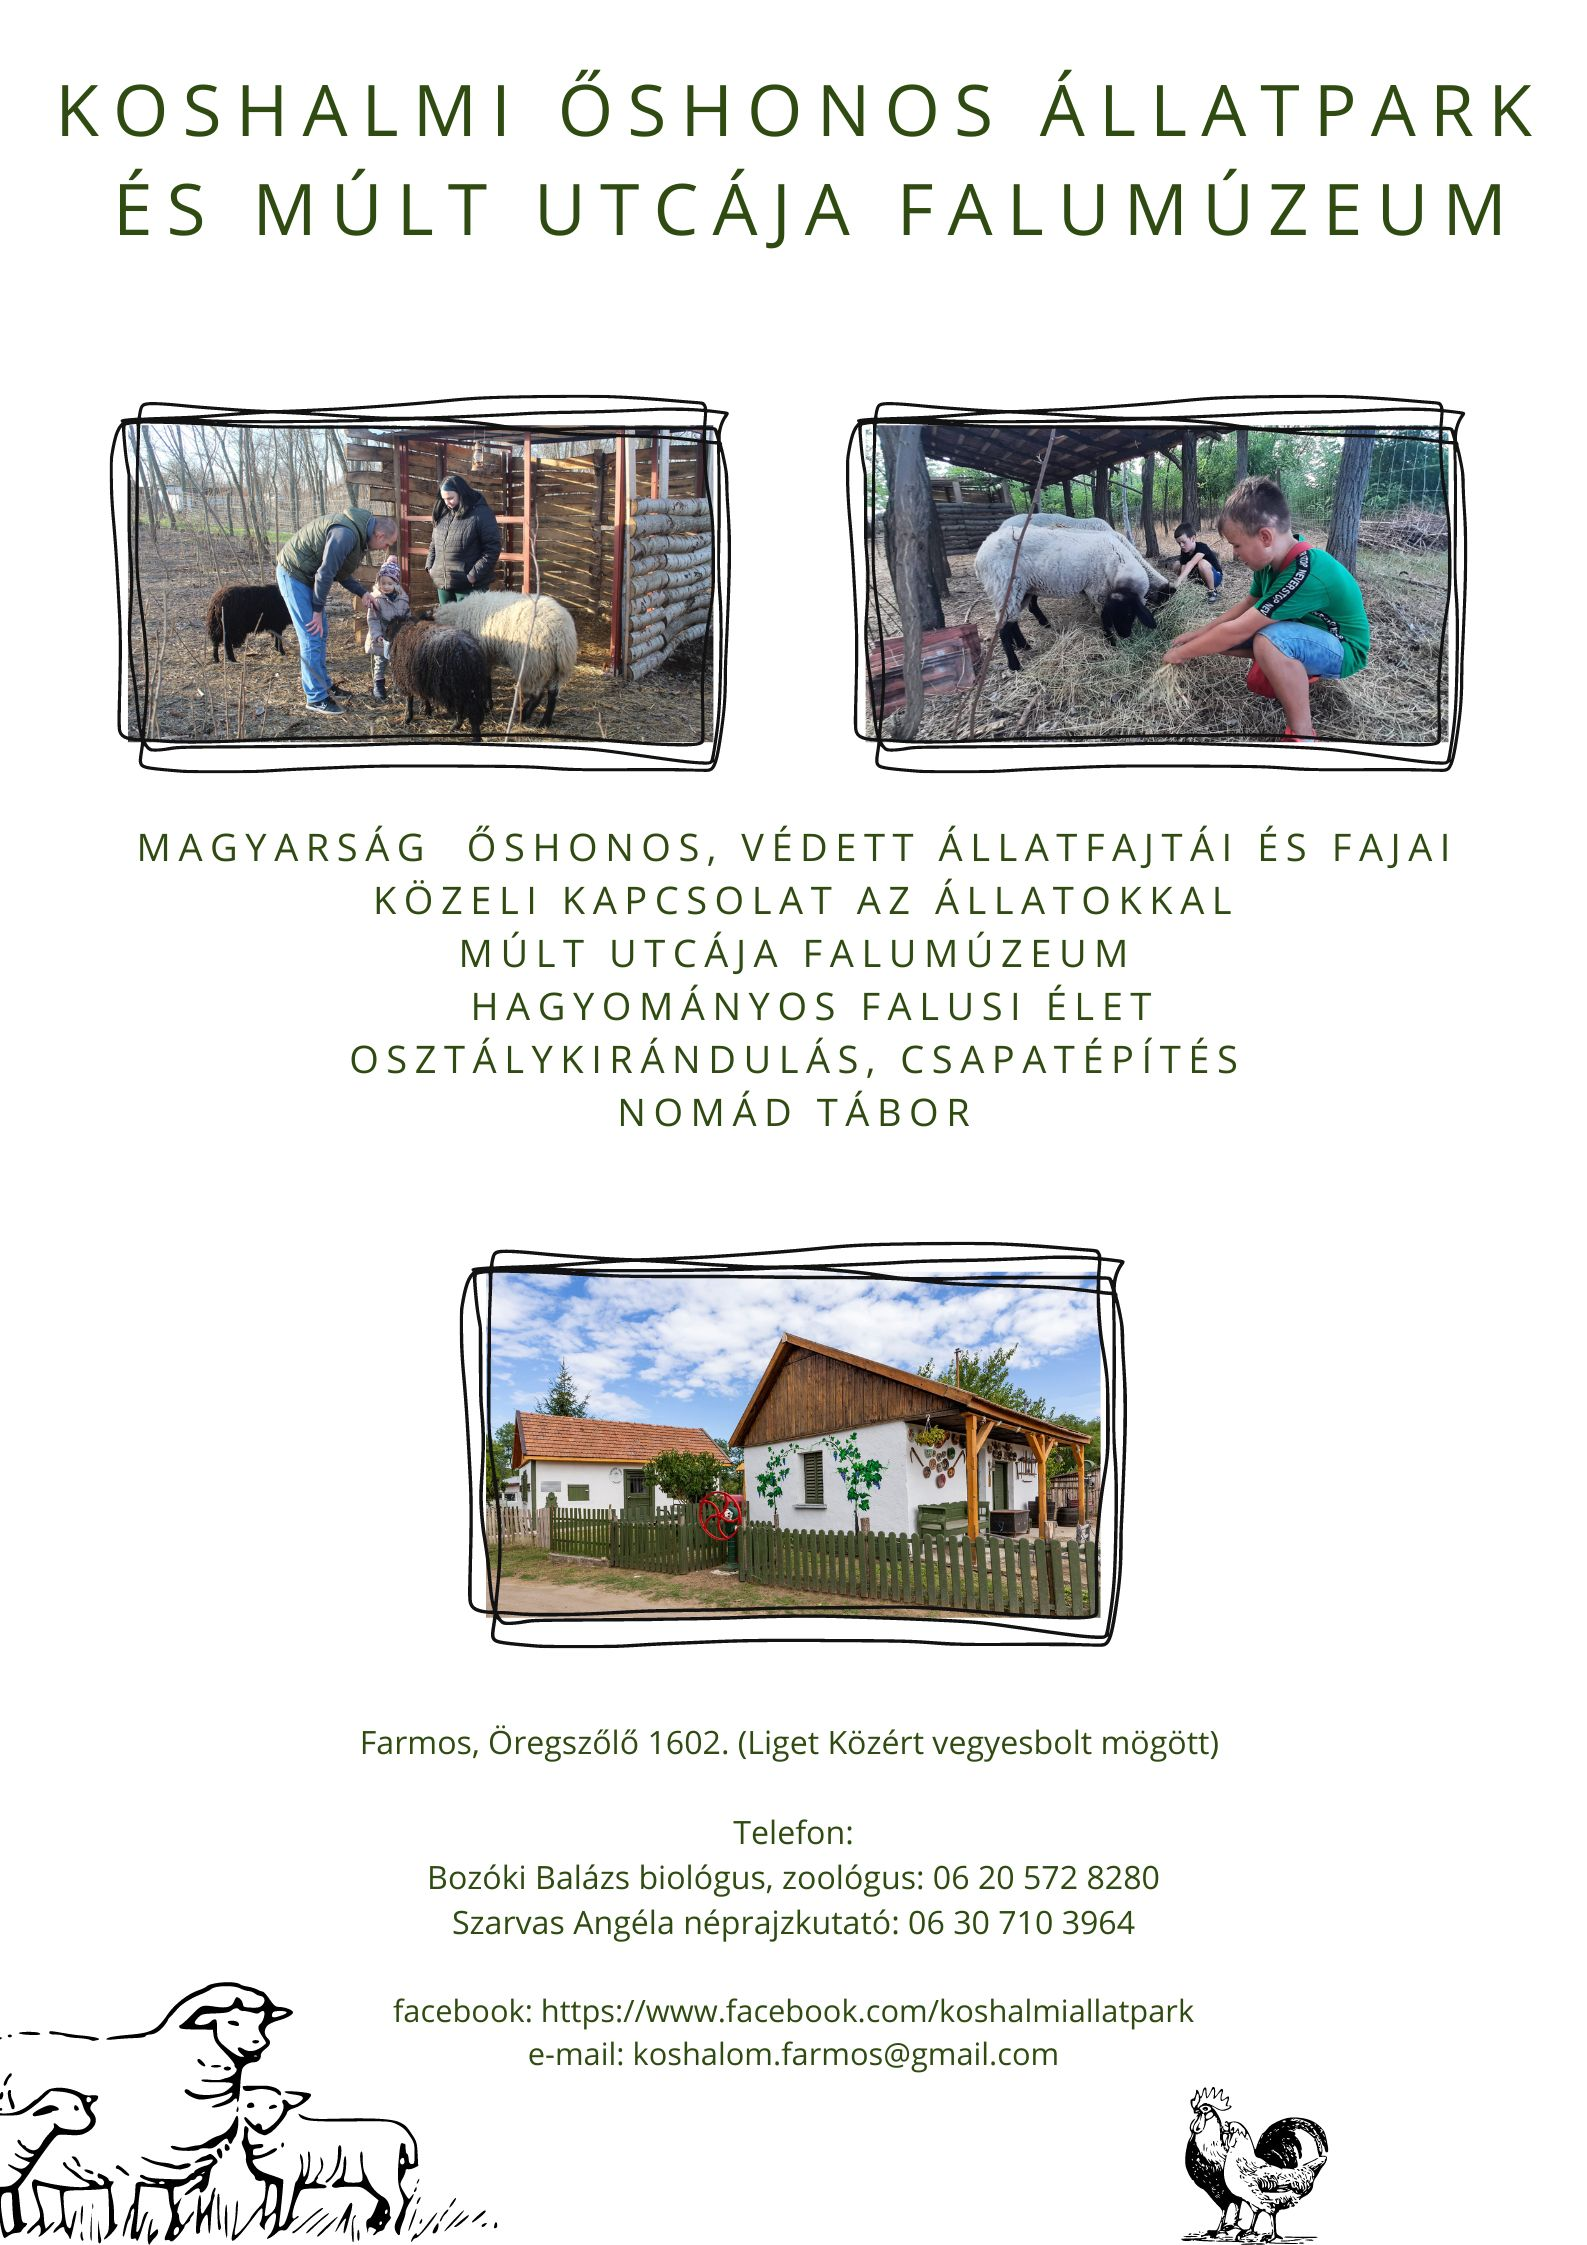 KOSHALMI ŐSHONOS ÁLLATPARK
ÉS MÚLT UTCÁJA FALUMÚZEUM
MAGYARSÁG ŐSHONOS, VÉDETT ÁLLATFAJTÁI ÉS FAJAI
KÖZELI KAPCSOLAT AZ ÁLLATOKKAL
MÚLT UTCÁJA FALUMÚZEUM
HAGYOMÁNYOS FALUSI ÉLET
OSZTÁLYKIRÁNDULÁS, CSAPATÉPÍTÉS
NOMÁD TÁBOR
Farmos, Öregszőlő 1602. (Liget Közért vegyesbolt mögött)
Telefon:
Bozóki Balázs biológus, zoológus: 06 20 572 8280
Szarvas Angéla néprajzkutató: 06 30 710 3964
facebook: https://www.facebook.com/koshalmiallatpark
e-mail: koshalom.farmos@gmail.com